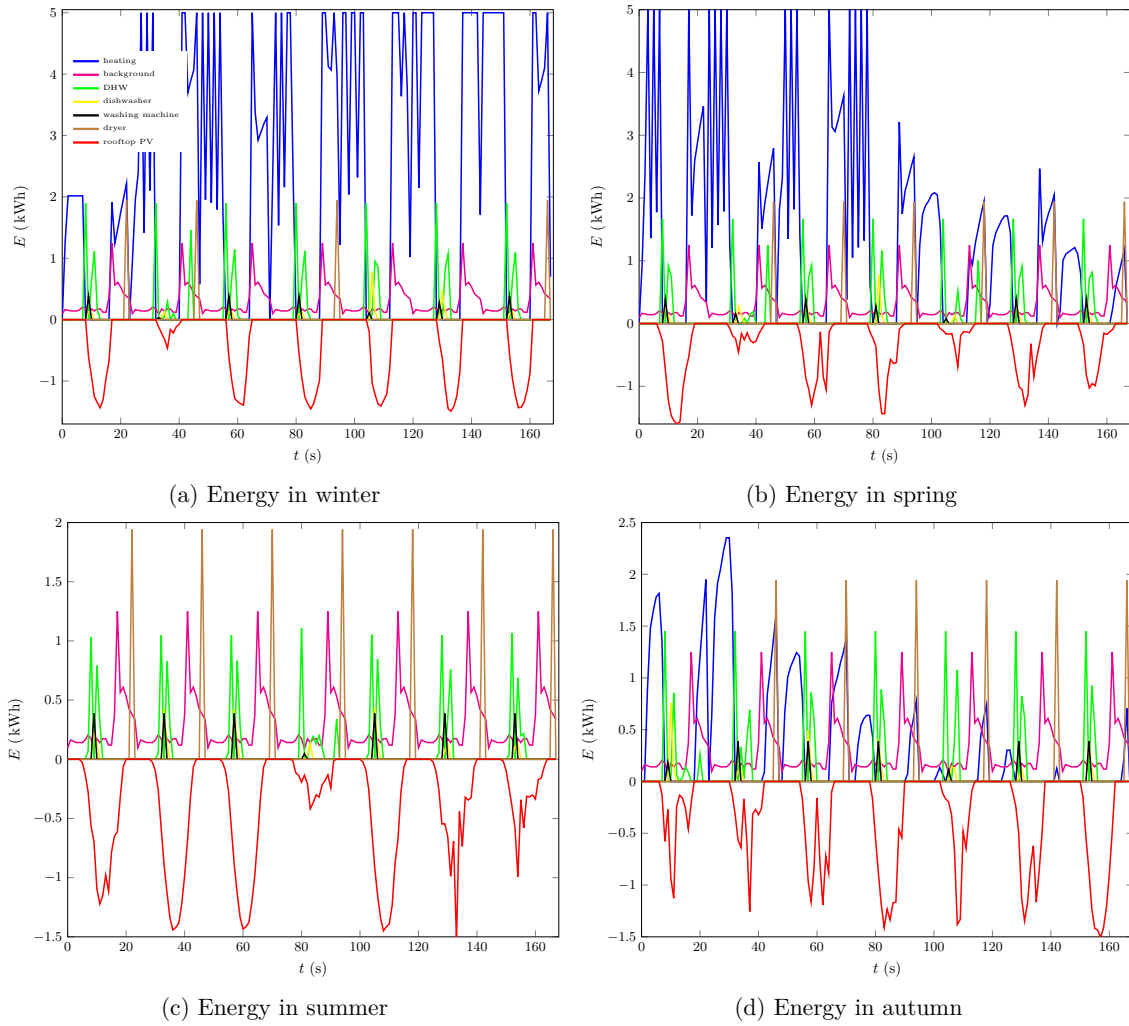 5
4
3
2
1
0
−1
E (kWh)
heating
background
DHW
dishwasher
washing machine
dryer
rooftop PV
0 20 40 60 80 100 120 140 160
t (s)
(a) Energy in winter
5
4
3
2
1
0
−1
E (kWh)
0 20 40 60 80 100 120 140 160
t (s)
(b) Energy in spring
2
1.5
1
0.5
0
−0.5
−1
−1.5
E (kWh)
0 20 40 60 80 100 120 140 160
t (s)
(c) Energy in summer
2.5
2
1.5
1
0.5
0
−0.5
−1
−1.5
E (kWh)
0 20 40 60 80 100 120 140 160
t (s)
(d) Energy in autumn